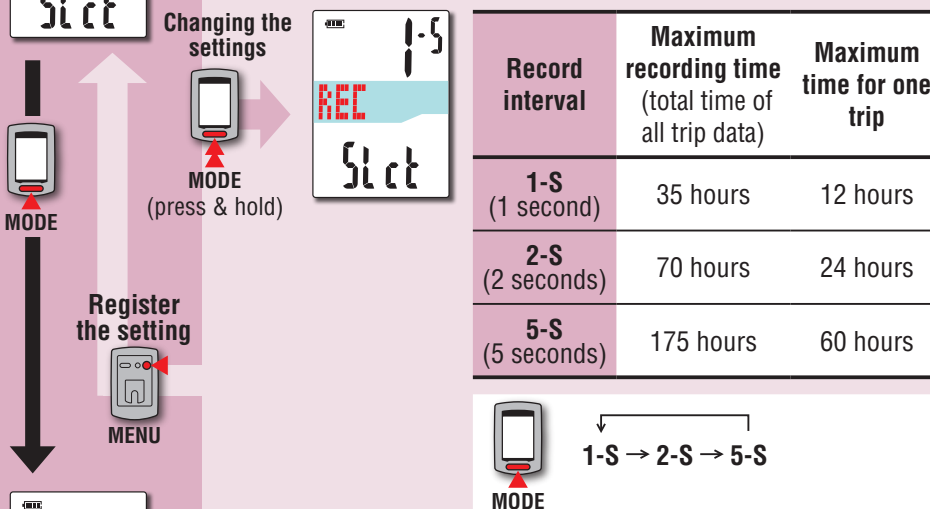 SLct
Changing the
settings
MODE
(press & hold)
1-S
REC
SLct
MODE
Register
the setting
MENU
Record
interval
Maximum
recording time
(total time of
all trip data)
Maximum
time for one
trip
1-S
(1 second)
35 hours
12 hours
2-S
(2 seconds)
70 hours
24 hours
5-S
(5 seconds)
175 hours
60 hours
1-S → 2-S → 5-S
MODE